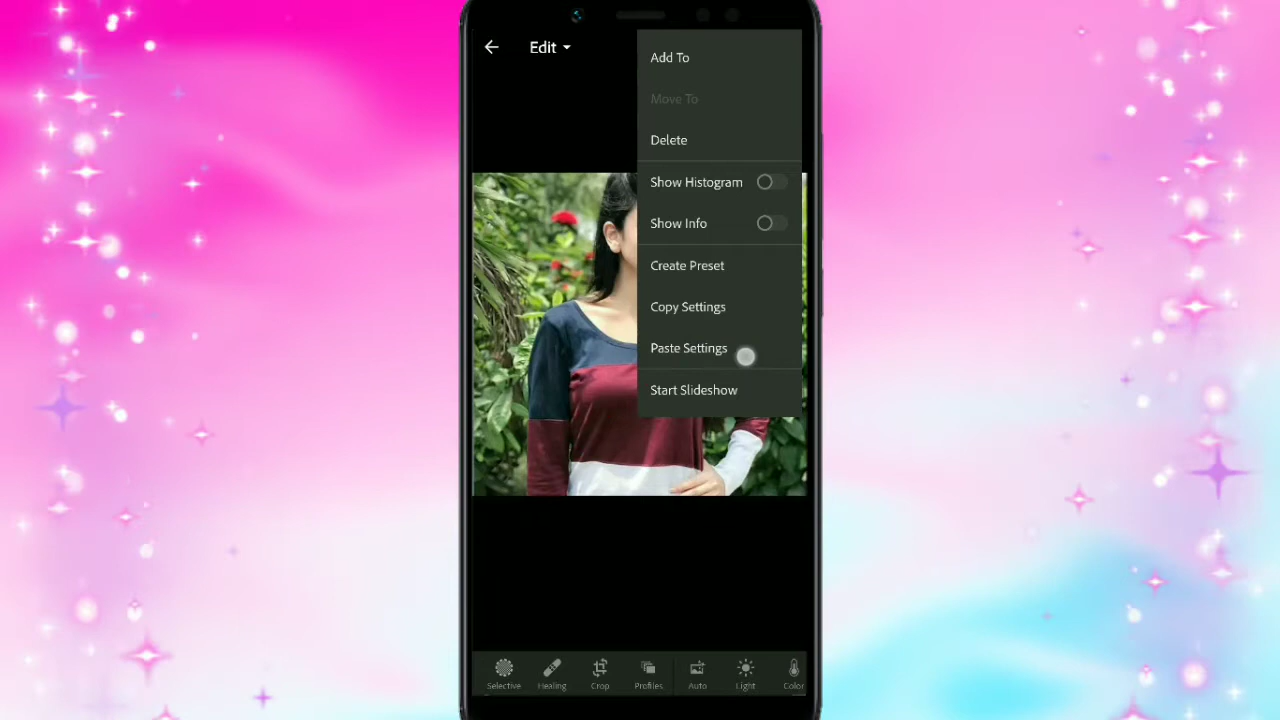 Edit
Add To
Move To
Delete
Show Histogram
Show Info
Create Preset
Copy Settings
Paste Settings
Start Slideshow
Selective Healing Crop Profiles Auto Light Color